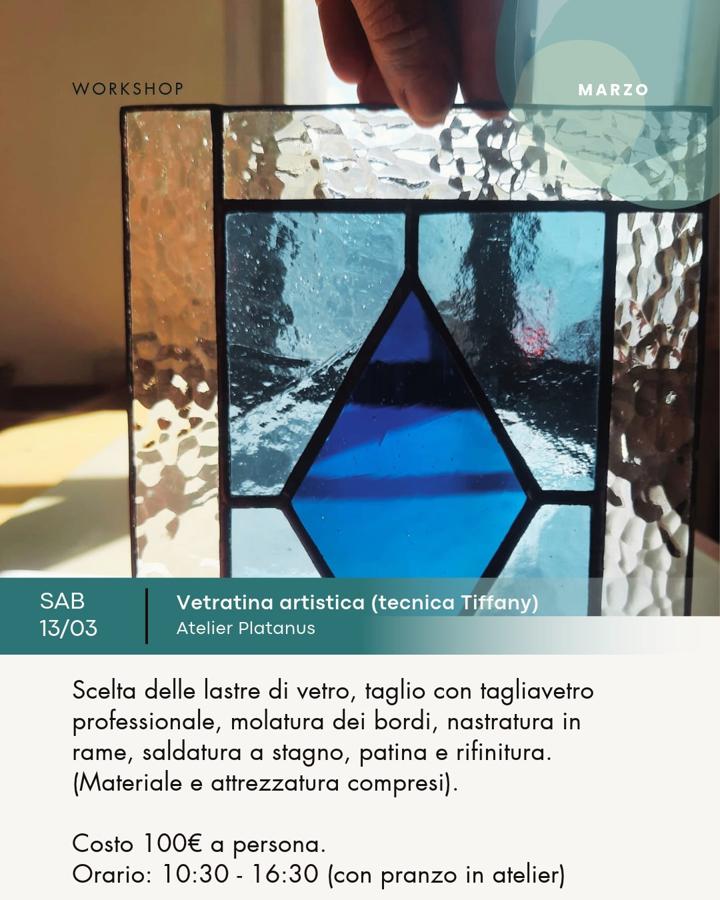 WORKSHOP
MARZO
SAB
13/03
Vetratina artistica (tecnica Tiffany)
Atelier Platanus
Scelta delle lastre di vetro, taglio con tagliavetro
professionale, molatura dei bordi, nastratura in
rame, saldatura a stagno, patina e rifinitura.
(Materiale e attrezzatura compresi).
Costo 100€ a persona.
Orario: 10:30 - 16:30 (con pranzo in atelier)